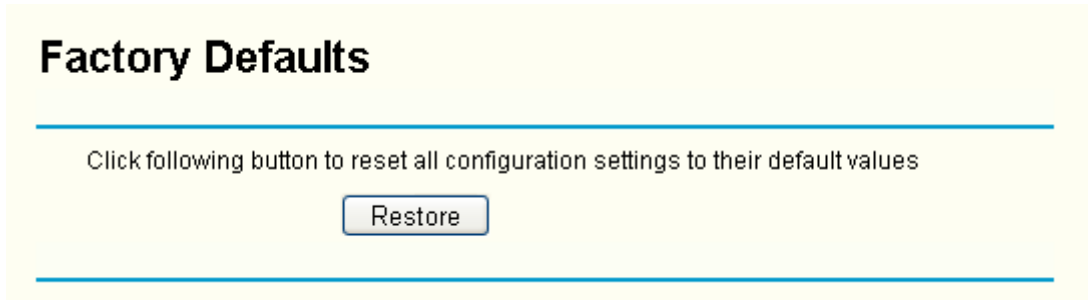 Factory Defaults
Click following button to reset all configuration settings to their default values
Restore